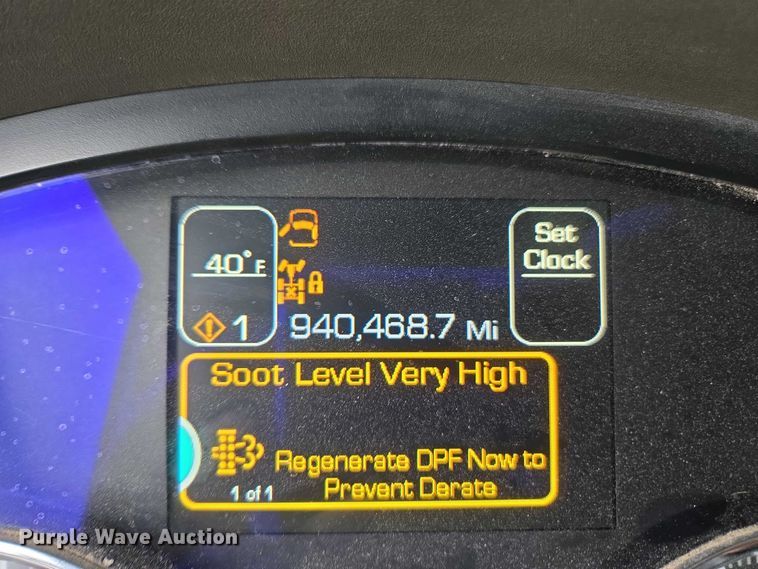 40°F
Set
Clock
1
940,468.7 Mi
Soot Level Very High
Regenerate DPF Now to
1 of 1
Prevent Derate
Purple Wave Auction